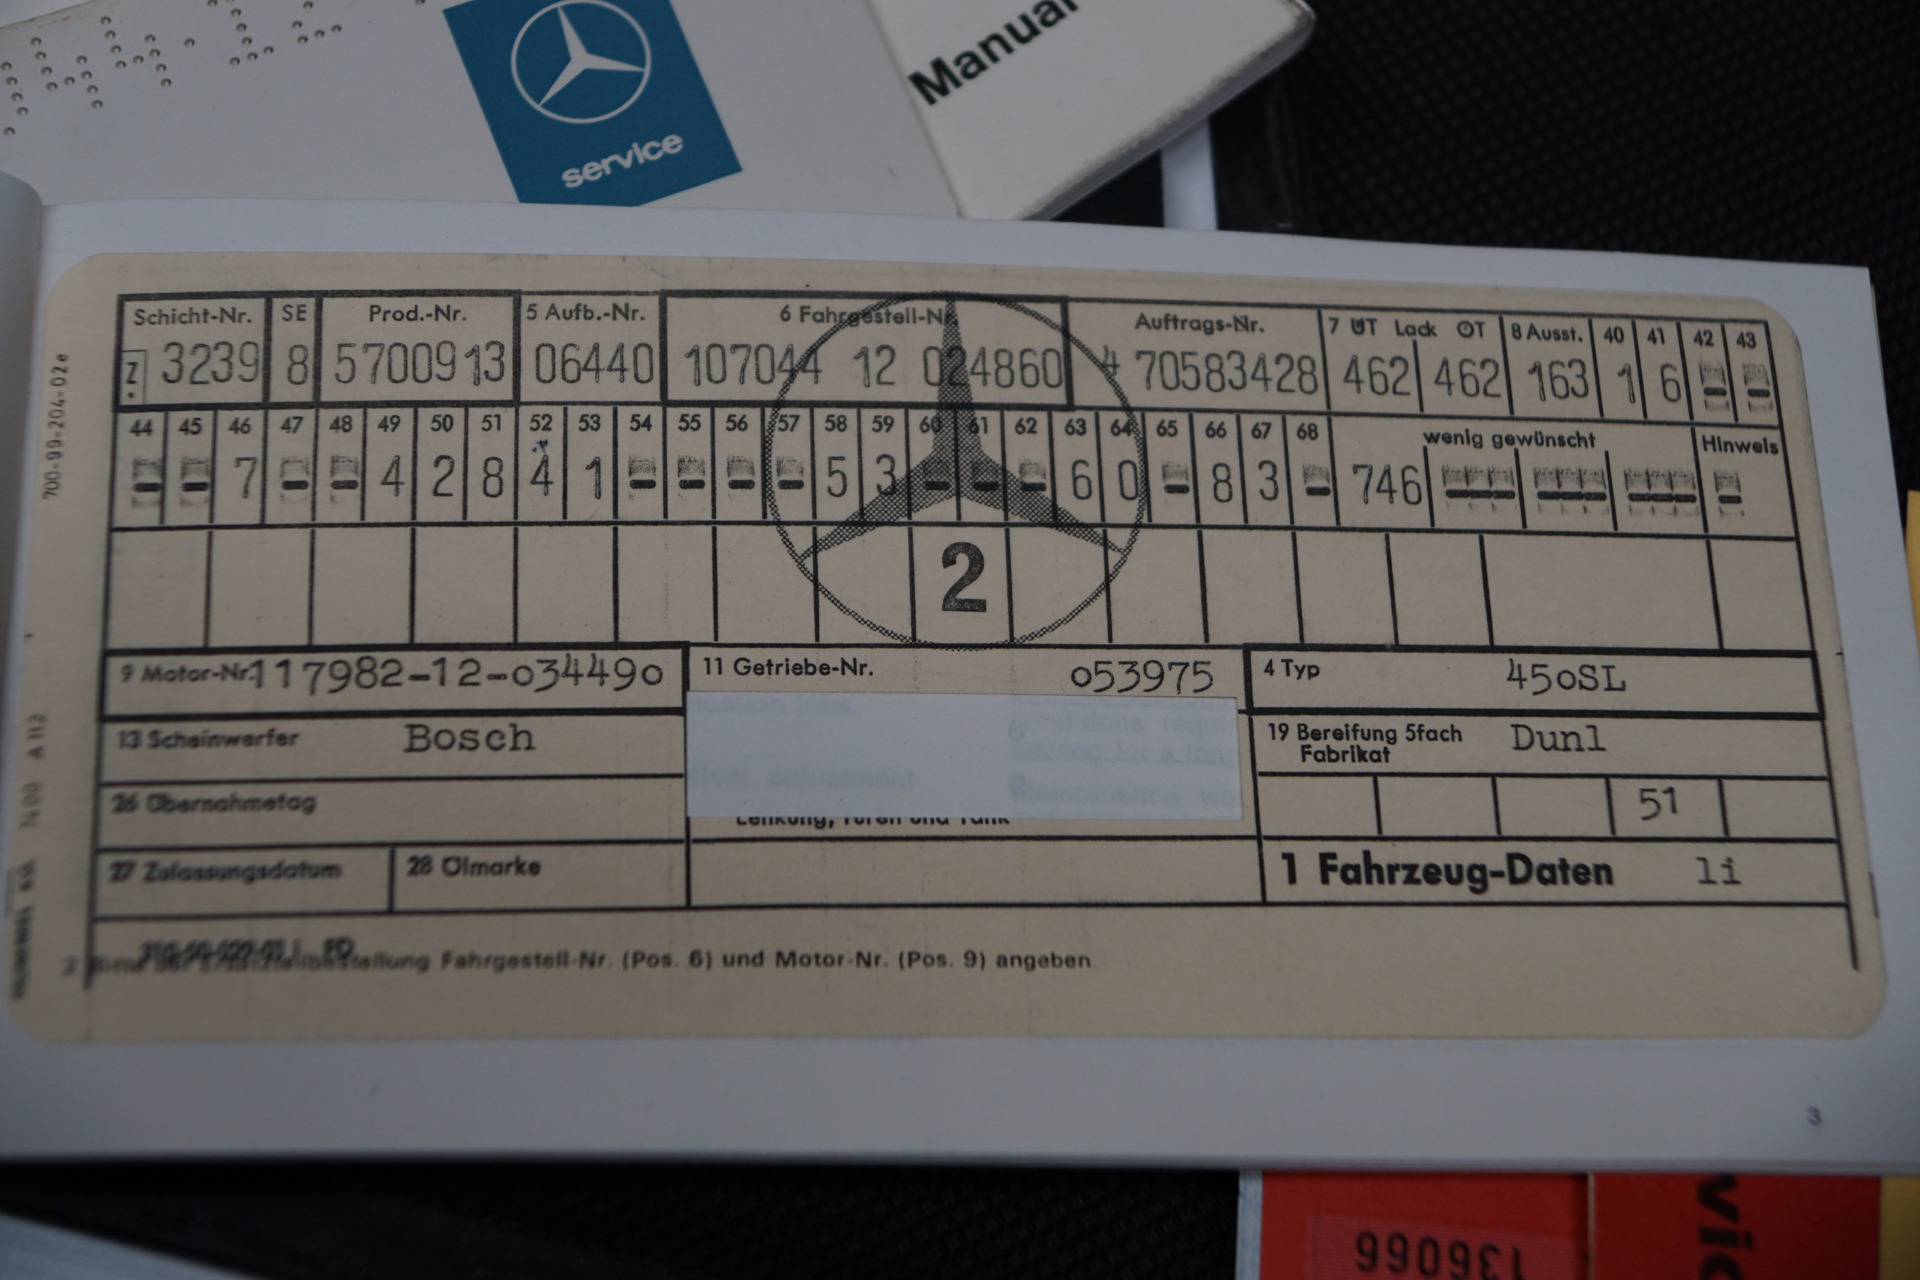 Manual
service
Schicht-Nr. SE Prod.-Nr. 5 Aufb.-Nr. 6 Fahrgestell-Nr. Auftrags-Nr. 7 UT Lack OT 8 Ausst. 40 41 42 43
Z 3239 8 5700913 06440 107044 12 024860 4 70583428 462 462 163 1 6 - -
44 45 46 47 48 49 50 51 52 53 54 55 56 57 58 59 60 61 62 63 64 65 66 67 68 wenig gewünscht Hinweis
- - 7 - - 4 2 8 4 1 - - - - 5 3 - - - 6 0 - 8 3 - 746 --- --- --- -
2
9 Motor-Nr. 117982-12-034490 11 Getriebe-Nr. 053975 4 Typ 450SL
13 Scheinwerfer Bosch 19 Bereifung 5fach Dunl
Fabrikat
26 Übernahmetag 51
Lenkung, Türen und Tank
27 Zulassungsdatum 28 Ölmarke 1 Fahrzeug-Daten li
Ersatzteilbestellung Fahrgestell-Nr. (Pos. 6) und Motor-Nr. (Pos. 9) angeben.
700-99-204-02e
3
136066